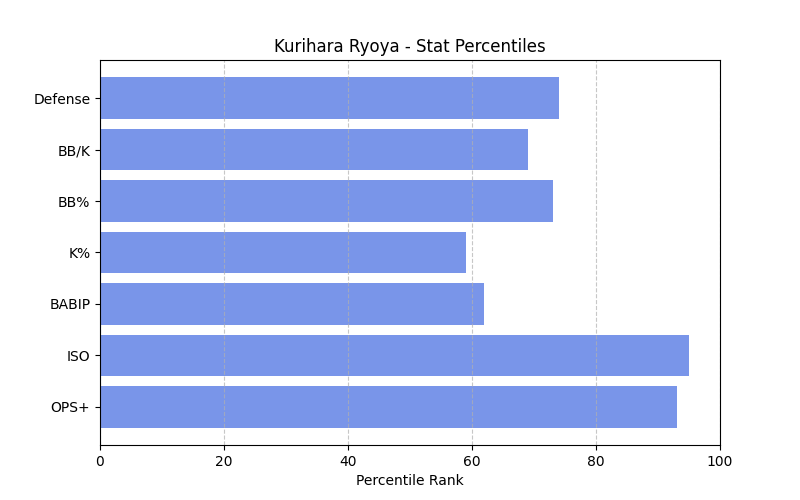 Kurihara Ryoya - Stat Percentiles
Defense
BB/K
BB%
K%
BABIP
ISO
OPS+
0 20 40 60 80 100
Percentile Rank